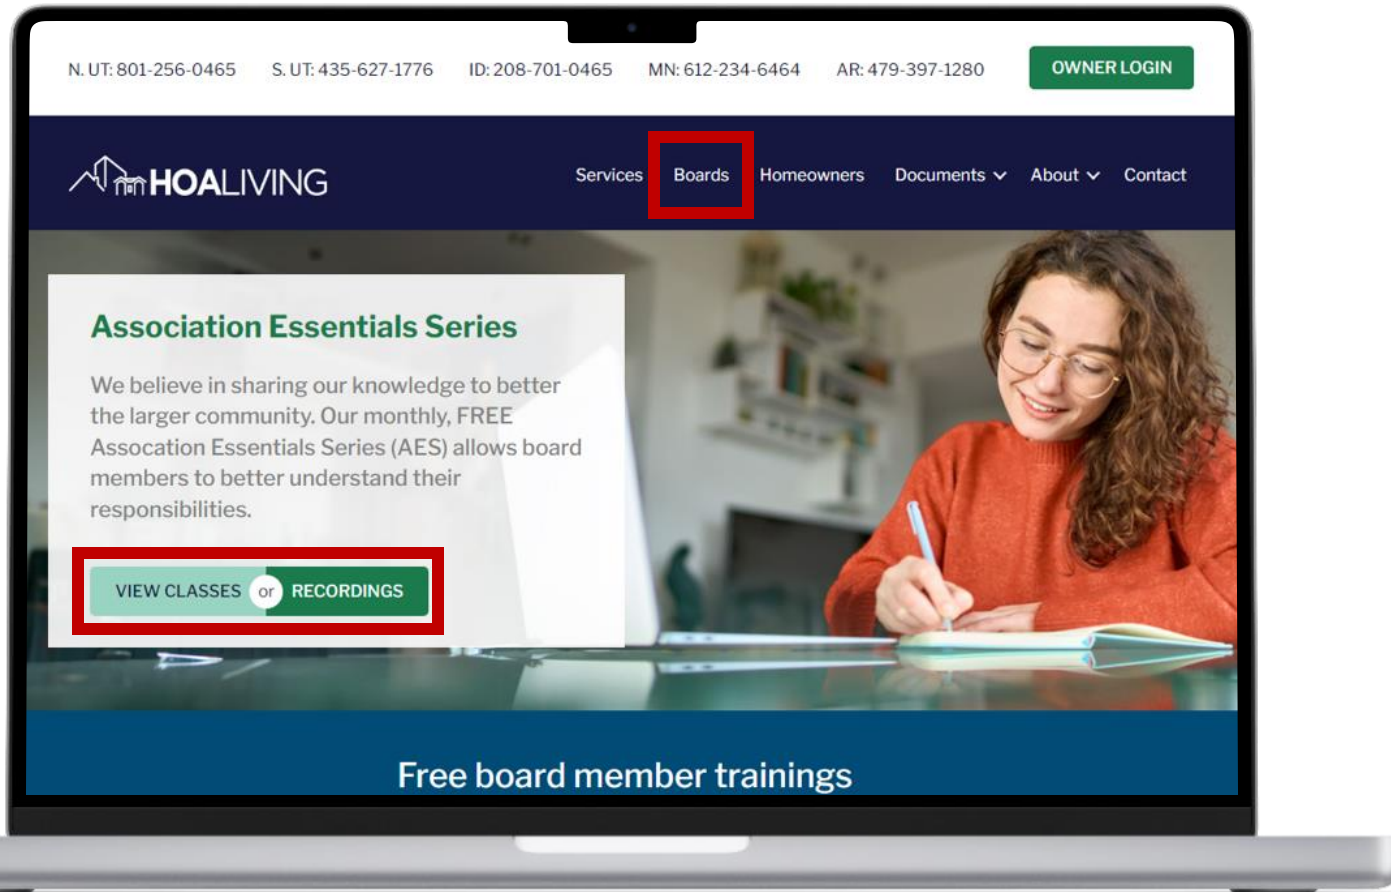 N. UT: 801-256-0465 S. UT: 435-627-1776 ID: 208-701-0465 MN: 612-234-6464 AR: 479-397-1280 OWNER LOGIN
HOALIVING Services Boards Homeowners Documents About Contact
Association Essentials Series
We believe in sharing our knowledge to better
the larger community. Our monthly, FREE
Assocation Essentials Series (AES) allows board
members to better understand their
responsibilities.
VIEW CLASSES or RECORDINGS
Free board member trainings